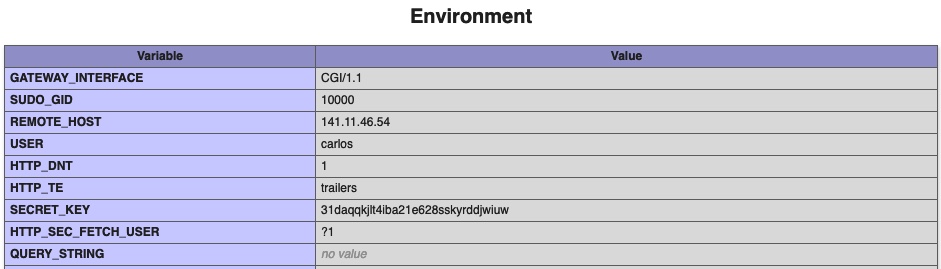 Environment
Variable Value
GATEWAY_INTERFACE CGI/1.1
SUDO_GID 10000
REMOTE_HOST 141.11.46.54
USER carlos
HTTP_DNT 1
HTTP_TE trailers
SECRET_KEY 31daqqkjlt4iba21e628sskyrddjwiuw
HTTP_SEC_FETCH_USER ?1
QUERY_STRING no value